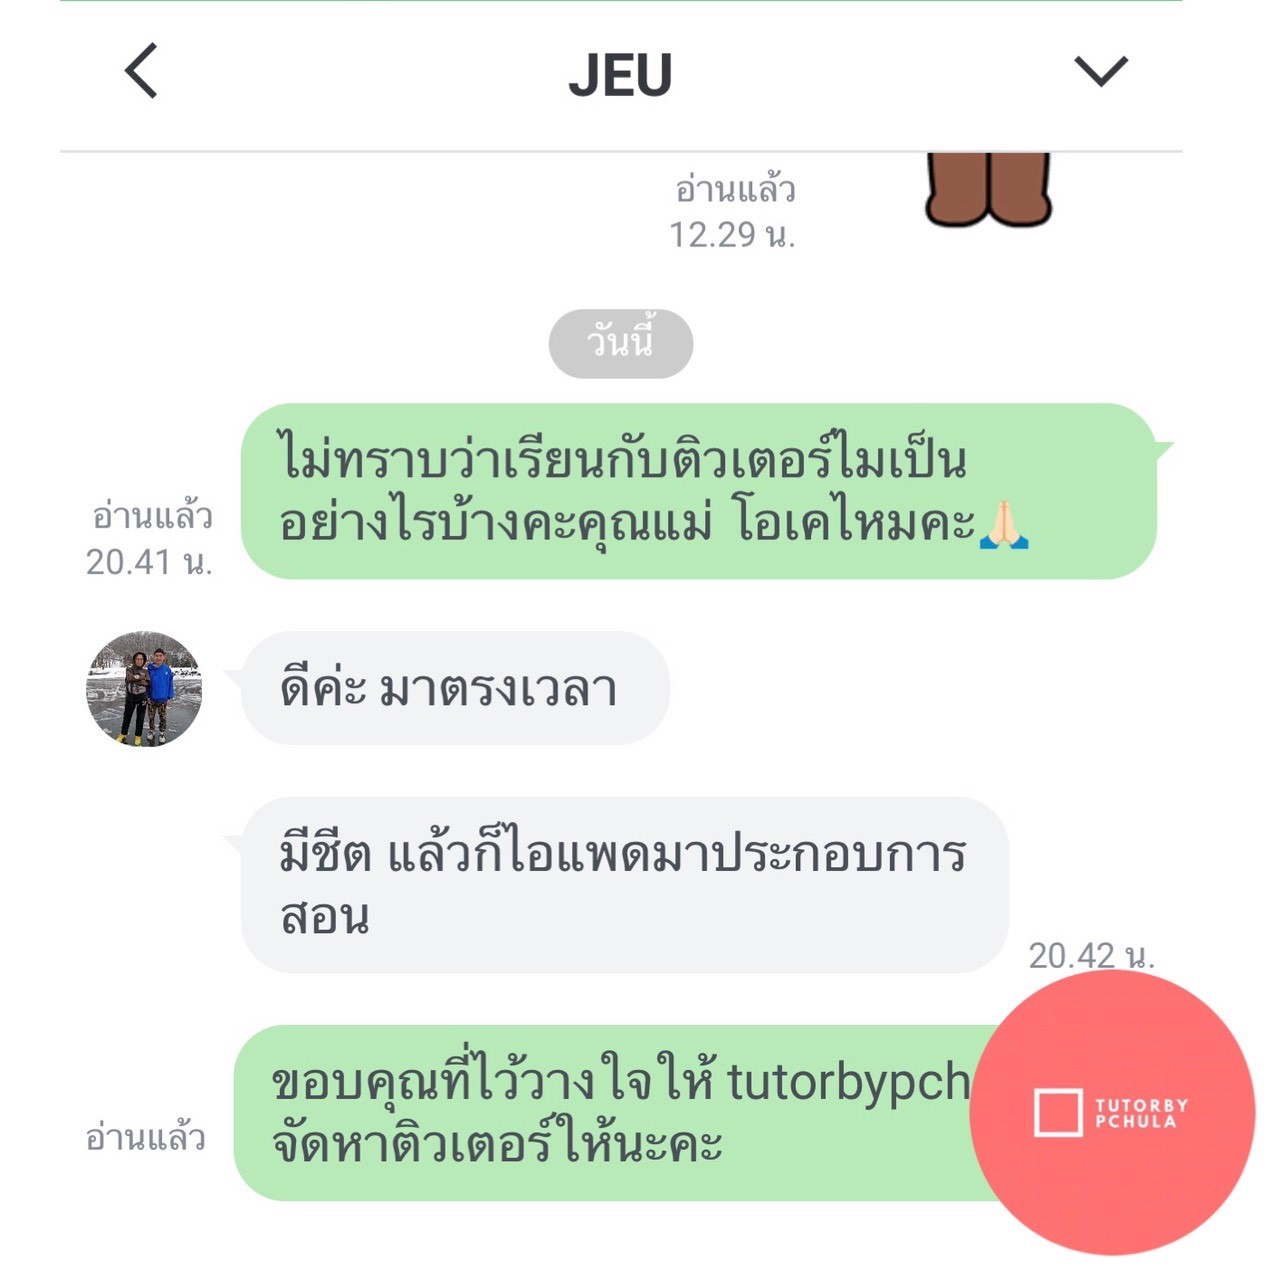 JEU
อ่านแล้ว
12.29 น.
วันนี้
ไม่ทราบว่าเรียนกับติวเตอร์ไมเป็น
อย่างไรบ้างคะคุณแม่ โอเคไหมคะ🙏🏻
อ่านแล้ว
20.41 น.
ดีค่ะ มาตรงเวลา
มีชีต แล้วก็ไอแพดมาประกอบการ
สอน
20.42 น.
ขอบคุณที่ไว้วางใจให้ tutorbypch
จัดหาติวเตอร์ให้นะคะ
อ่านแล้ว
TUTORBY
PCHULA